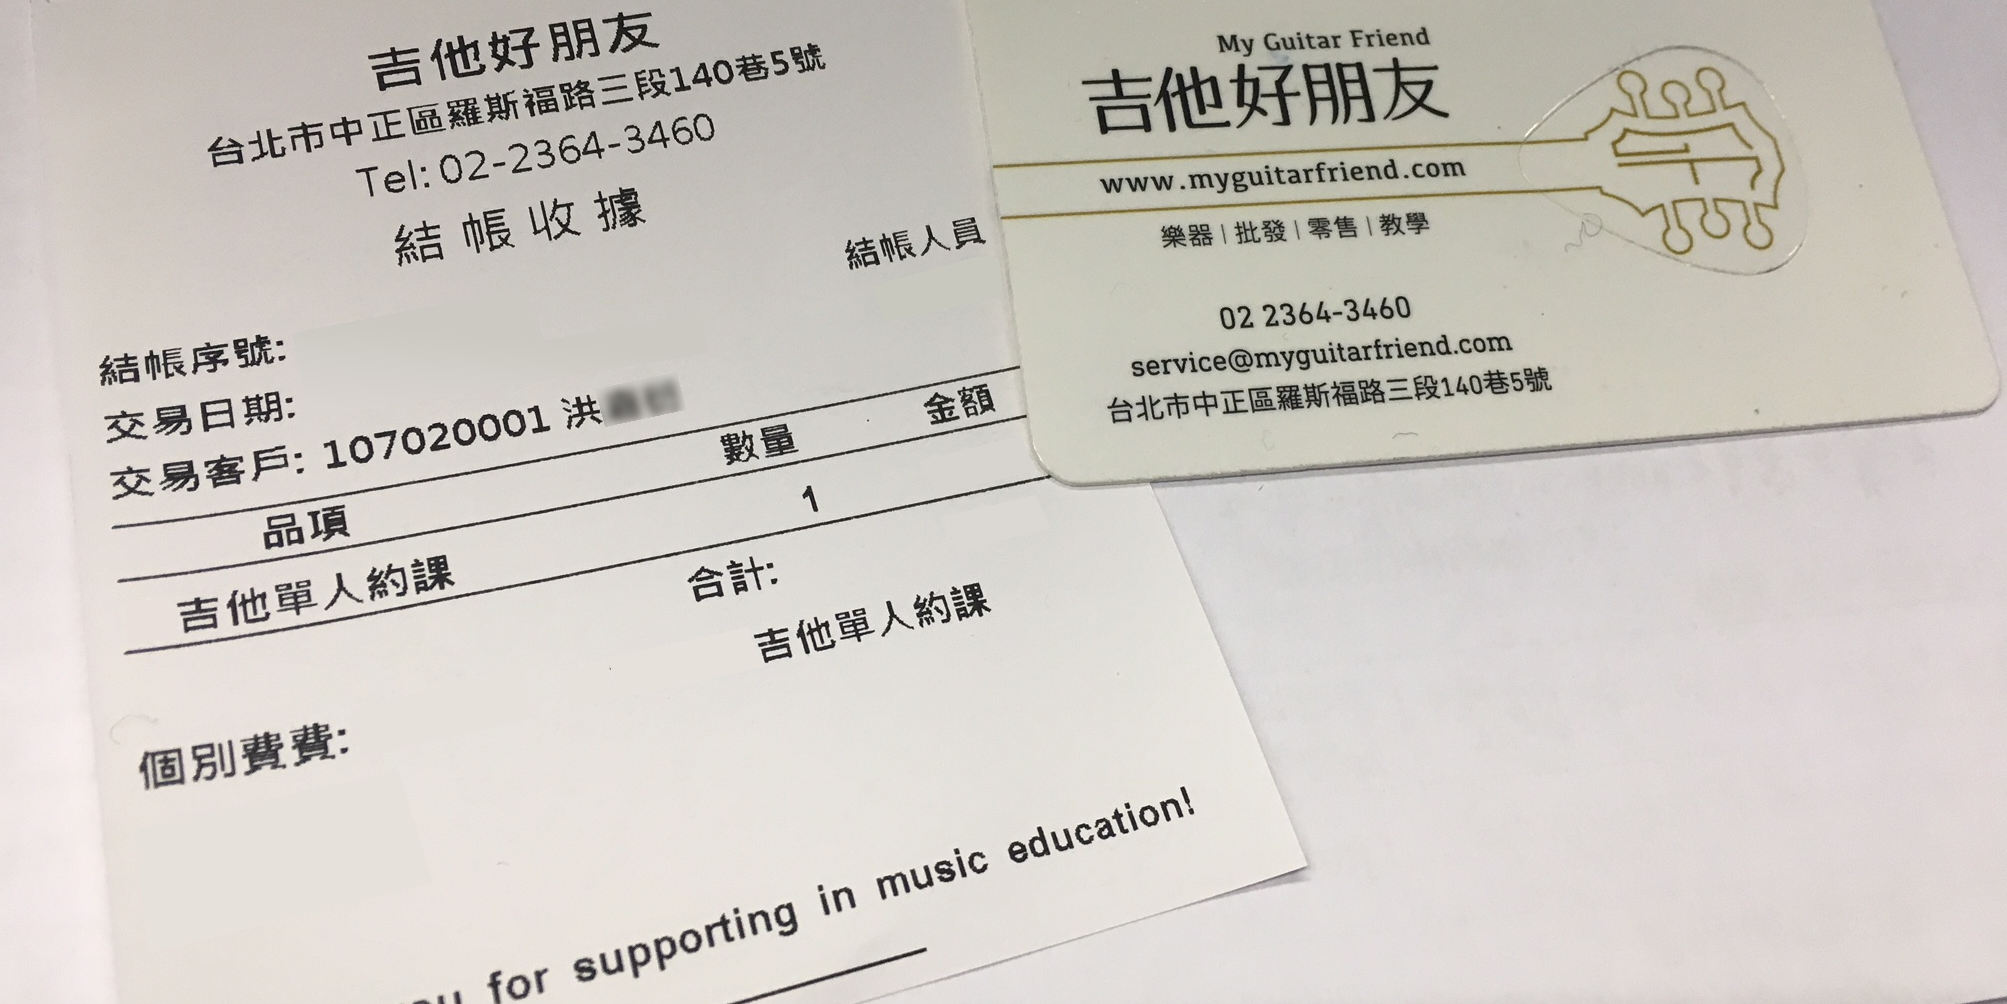 吉他好朋友
台北市中正區羅斯福路三段140巷5號
Tel: 02-2364-3460
結帳收據
結帳人員
結帳序號:
交易日期:
交易客戶: 107020001 洪
品項 數量 金額
吉他單人約課 1
合計:
吉他單人約課
個別費費:
for supporting in music education!
My Guitar Friend
吉他好朋友
www.myguitarfriend.com
樂器 | 批發 | 零售 | 教學
02 2364-3460
service@myguitarfriend.com
台北市中正區羅斯福路三段140巷5號